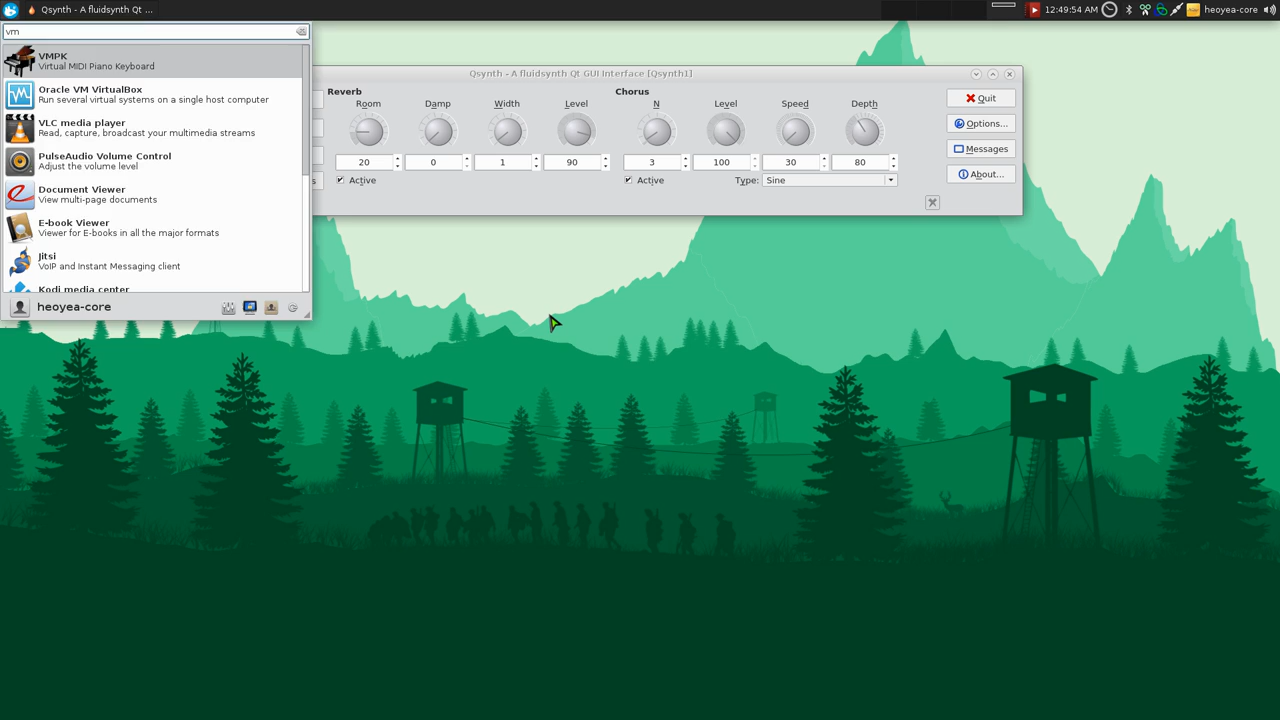 Qsynth - A fluidsynth Qt ...
12:49:54 AM
heoyea-core
vm
VMPK
Virtual MIDI Piano Keyboard
Oracle VM VirtualBox
Run several virtual systems on a single host computer
VLC media player
Read, capture, broadcast your multimedia streams
PulseAudio Volume Control
Adjust the volume level
Document Viewer
View multi-page documents
E-book Viewer
Viewer for E-books in all the major formats
Jitsi
VoIP and Instant Messaging client
Kodi media center
heoyea-core
Qsynth - A fluidsynth Qt GUI Interface [Qsynth1]
Reverb
Room Damp Width Level
20 0 1 90
Active
Chorus
N Level Speed Depth
3 100 30 80
Active Type: Sine
Quit
Options...
Messages
About...